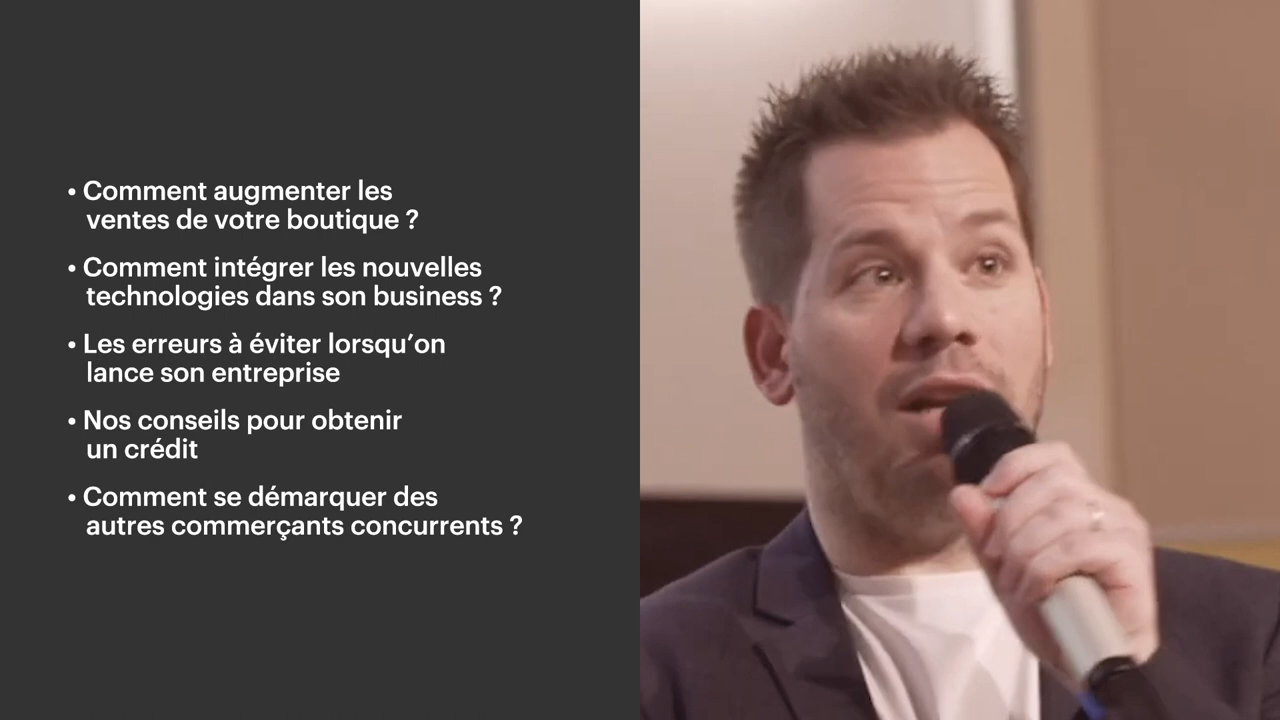 • Comment augmenter les
ventes de votre boutique ?
• Comment intégrer les nouvelles
technologies dans son business ?
• Les erreurs à éviter lorsqu’on
lance son entreprise
• Nos conseils pour obtenir
un crédit
• Comment se démarquer des
autres commerçants concurrents ?